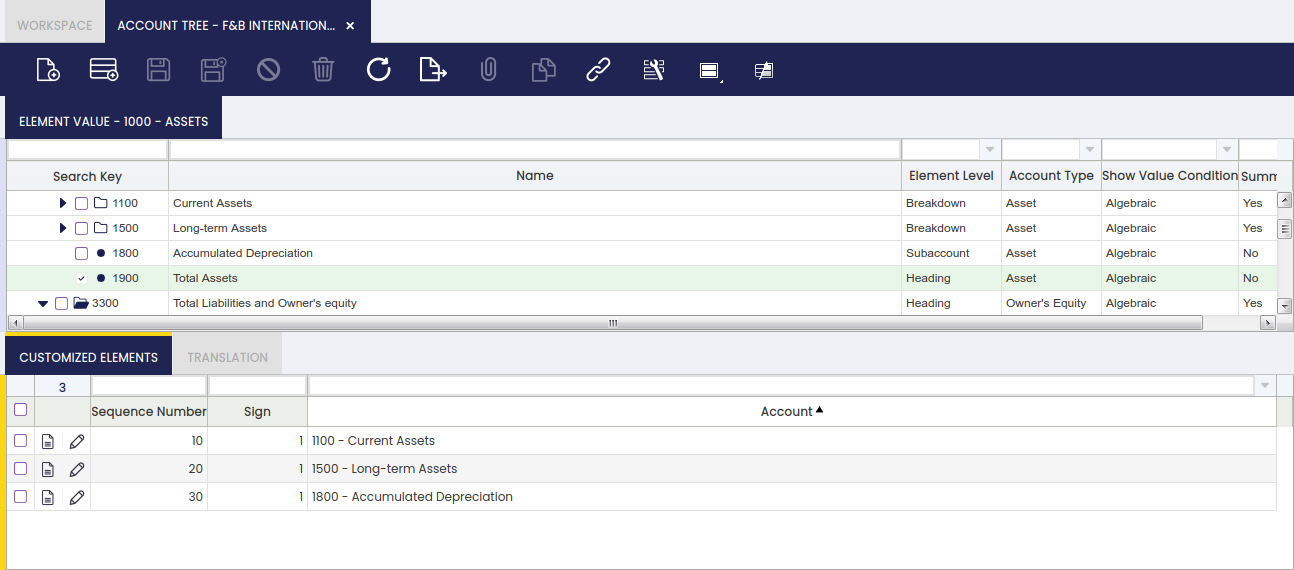 WORKSPACE ACCOUNT TREE - F&B INTERNATION...
ELEMENT VALUE - 1000 - ASSETS
Search Key Name Element Level Account Type Show Value Condition Summ
1100 Current Assets Breakdown Asset Algebraic Yes
1500 Long-term Assets Breakdown Asset Algebraic Yes
1800 Accumulated Depreciation Subaccount Asset Algebraic No
1900 Total Assets Heading Asset Algebraic No
3300 Total Liabilities and Owner's equity Heading Owner's Equity Algebraic Yes
CUSTOMIZED ELEMENTS TRANSLATION
3
Sequence Number Sign Account
10 1 1100 - Current Assets
20 1 1500 - Long-term Assets
30 1 1800 - Accumulated Depreciation